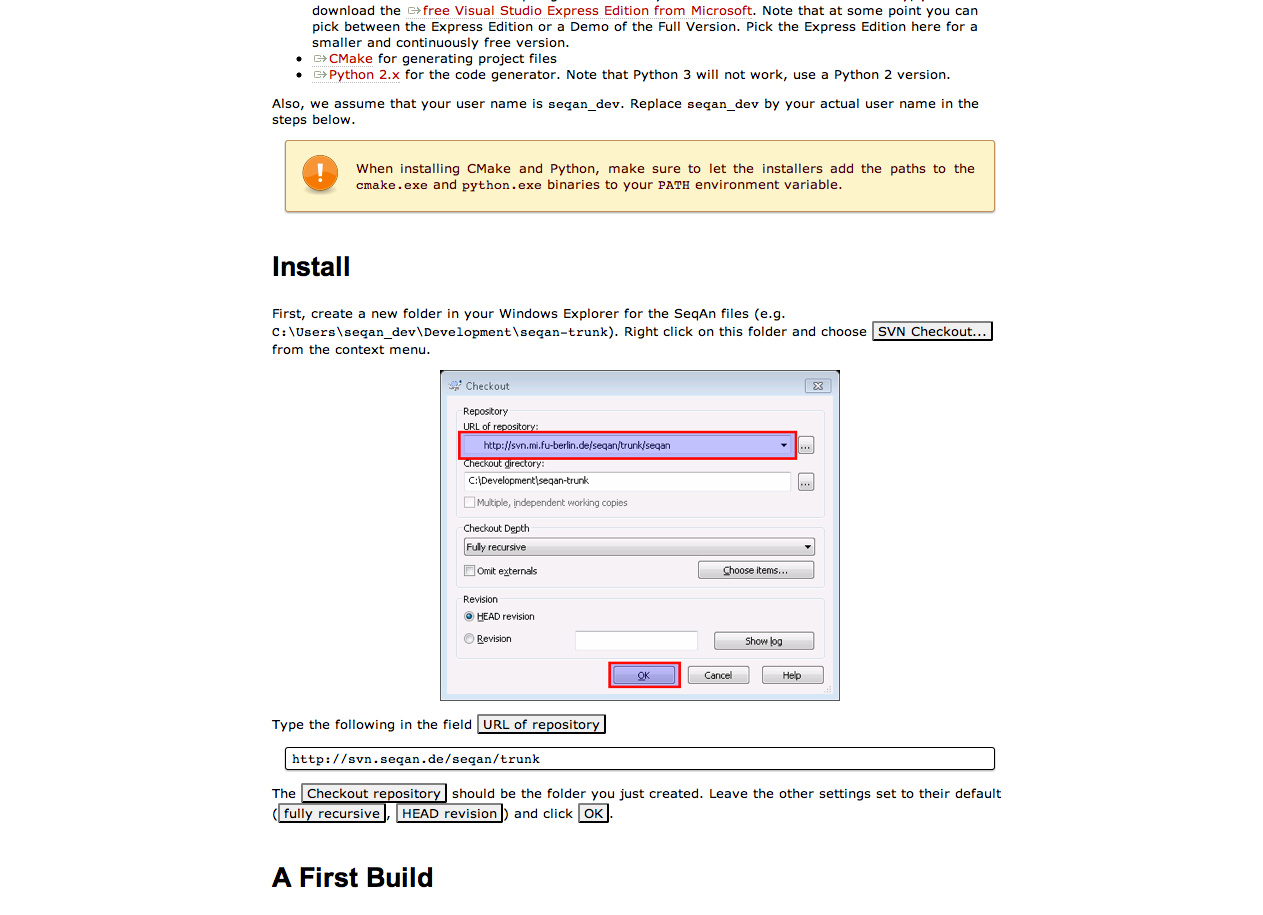 download the free Visual Studio Express Edition from Microsoft. Note that at some point you can
pick between the Express Edition or a Demo of the Full Version. Pick the Express Edition here for a
smaller and continuously free version.
CMake for generating project files
Python 2.x for the code generator. Note that Python 3 will not work, use a Python 2 version.
Also, we assume that your user name is seqan_dev. Replace seqan_dev by your actual user name in the
steps below.
When installing CMake and Python, make sure to let the installers add the paths to the
cmake.exe and python.exe binaries to your PATH environment variable.
Install
First, create a new folder in your Windows Explorer for the SeqAn files (e.g.
C:\Users\seqan_dev\Development\seqan-trunk). Right click on this folder and choose SVN Checkout...
from the context menu.
Checkout
Repository
URL of repository:
http://svn.mi.fu-berlin.de/seqan/trunk/seqan
...
Checkout directory:
C:\Development\seqan-trunk
...
Multiple, independent working copies
Checkout Depth
Fully recursive
Omit externals
Choose items...
Revision
HEAD revision
Revision
Show log
OK
Cancel
Help
Type the following in the field URL of repository
http://svn.seqan.de/seqan/trunk
The Checkout repository should be the folder you just created. Leave the other settings set to their default
(fully recursive, HEAD revision) and click OK.
A First Build